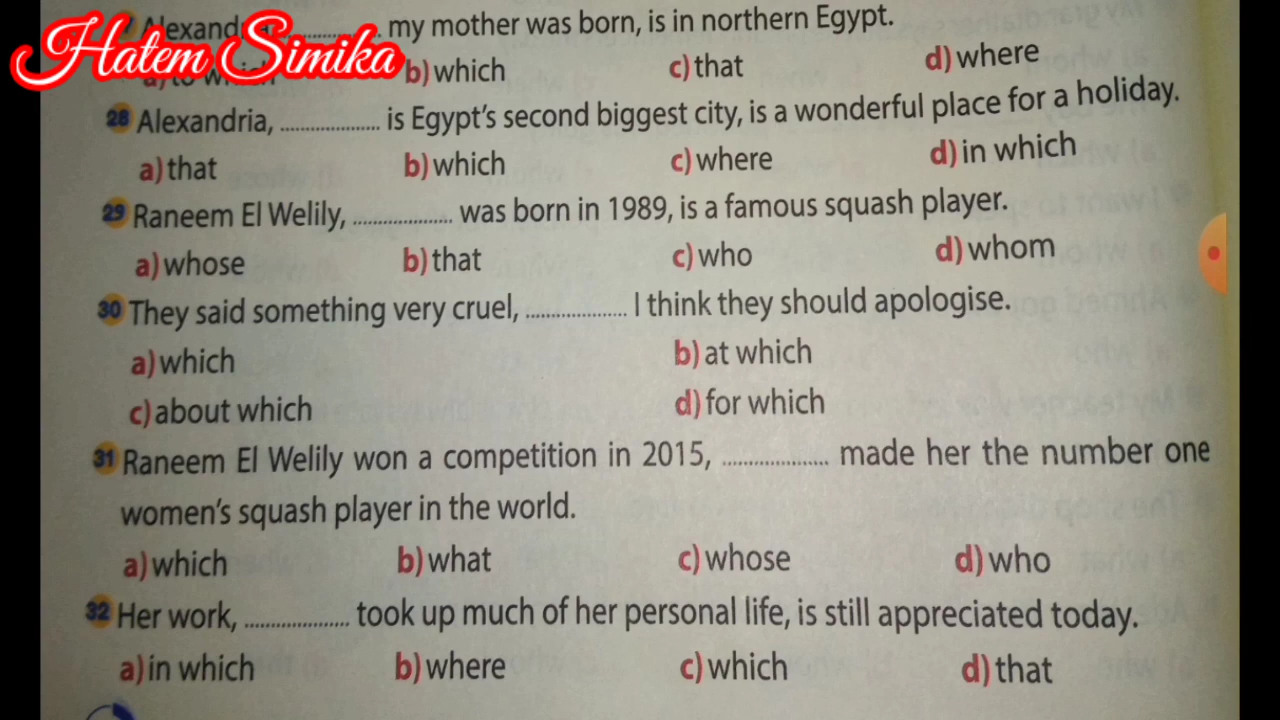 Hatem Simika
my mother was born, is in northern Egypt.
b) which c) that d) where
28 Alexandria, .................... is Egypt's second biggest city, is a wonderful place for a holiday.
a) that b) which c) where d) in which
29 Raneem El Welily, .................... was born in 1989, is a famous squash player.
a) whose b) that c) who d) whom
30 They said something very cruel, .................... I think they should apologise.
a) which b) at which
c) about which d) for which
31 Raneem El Welily won a competition in 2015, .................... made her the number one
women's squash player in the world.
a) which b) what c) whose d) who
32 Her work, .................... took up much of her personal life, is still appreciated today.
a) in which b) where c) which d) that